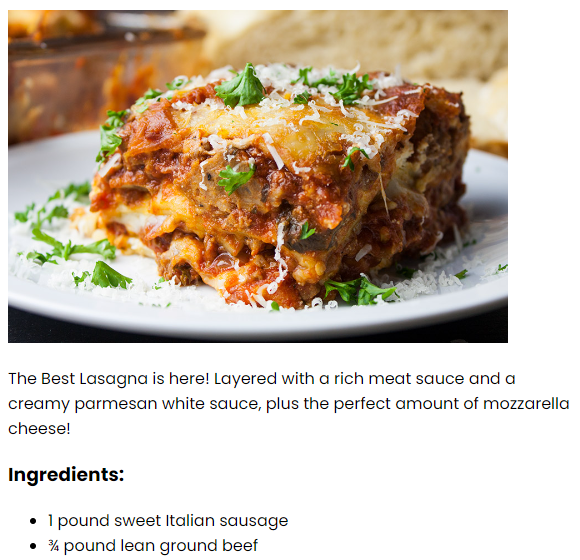 The Best Lasagna is here! Layered with a rich meat sauce and a
creamy parmesan white sauce, plus the perfect amount of mozzarella
cheese!
Ingredients:
• 1 pound sweet Italian sausage
• ¾ pound lean ground beef